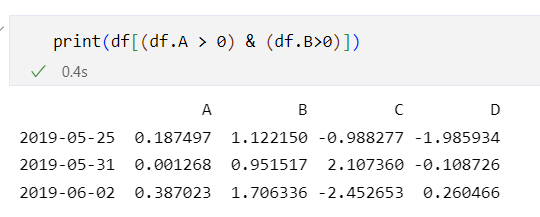 print(df[(df.A > 0) & (df.B>0)])
0.4s
A B C D
2019-05-25 0.187497 1.122150 -0.988277 -1.985934
2019-05-31 0.001268 0.951517 2.107360 -0.108726
2019-06-02 0.387023 1.706336 -2.452653 0.260466